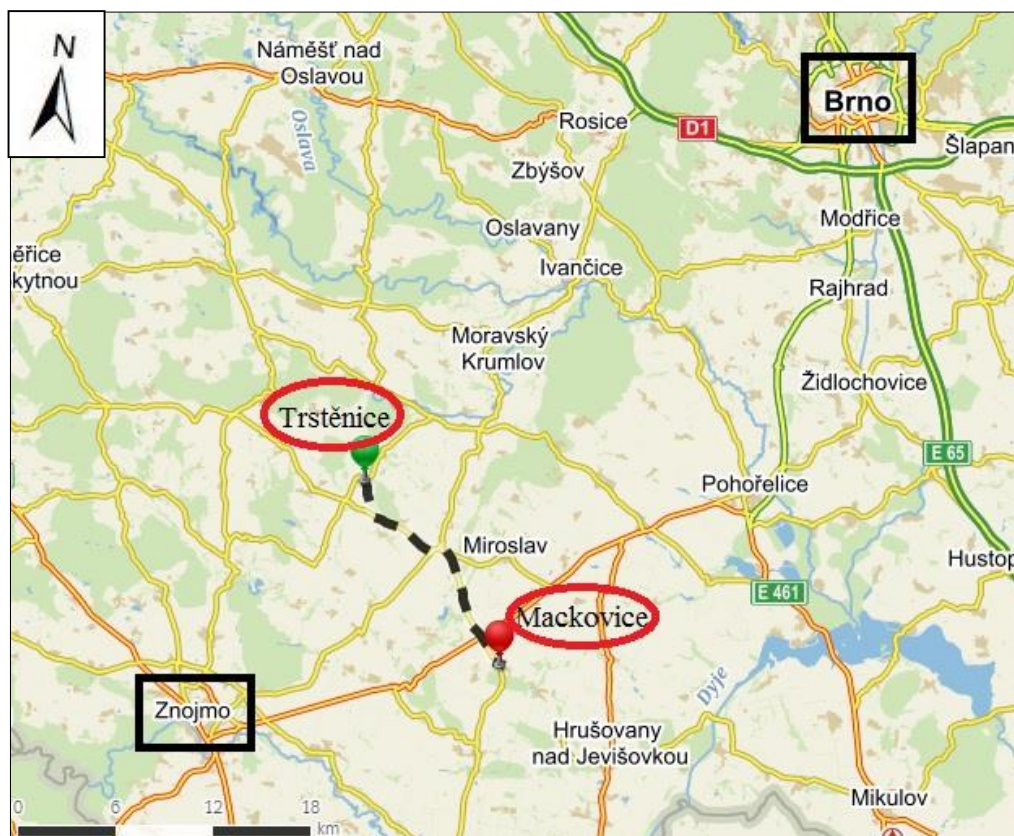 N
Náměšť nad
Oslavou
Oslava
Brno
Rosice
D1
Šlapan
Zbýšov
Oslavany
Modřice
ěřice
kytnou
Ivančice
Rajhrad
Moravský
Krumlov
Židlochovice
Trstěnice
E 65
Pohořelice
Miroslav
Hustop
E 461
Mackovice
Dyje
Znojmo
Hrušovany
nad Jevišovkou
Mikulov
0 6 12 18
km